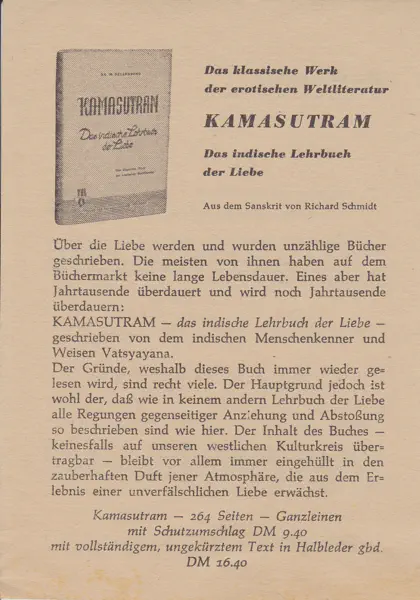 KAMASUTRAM
Das indische Lehrbuch
der Liebe
Das klassische Werk
der erotischen Weltliteratur
KAMASUTRAM
Das indische Lehrbuch
der Liebe
Aus dem Sanskrit von Richard Schmidt
Über die Liebe werden und wurden unzählige Bücher
geschrieben. Die meisten von ihnen haben auf dem
Büchermarkt keine lange Lebensdauer. Eines aber hat
Jahrtausende überdauert und wird noch Jahrtausende
überdauern:
KAMASUTRAM — das indische Lehrbuch der Liebe —
geschrieben von dem indischen Menschenkenner und
Weisen Vatsyayana.
Der Gründe, weshalb dieses Buch immer wieder ge-
lesen wird, sind recht viele. Der Hauptgrund jedoch ist
wohl der, daß wie in keinem andern Lehrbuch der Liebe
alle Regungen gegenseitiger Anziehung und Abstoßung
so beschrieben sind wie hier. Der Inhalt des Buches —
keinesfalls auf unseren westlichen Kulturkreis über-
tragbar — bleibt vor allem immer eingehüllt in den
zauberhaften Duft jener Atmosphäre, die aus dem Er-
lebnis einer unverfälschlichen Liebe erwächst.
Kamasutram — 264 Seiten — Ganzleinen
mit Schutzumschlag DM 9.40
mit vollständigem, ungekürztem Text in Halbleder gbd.
DM 16.40